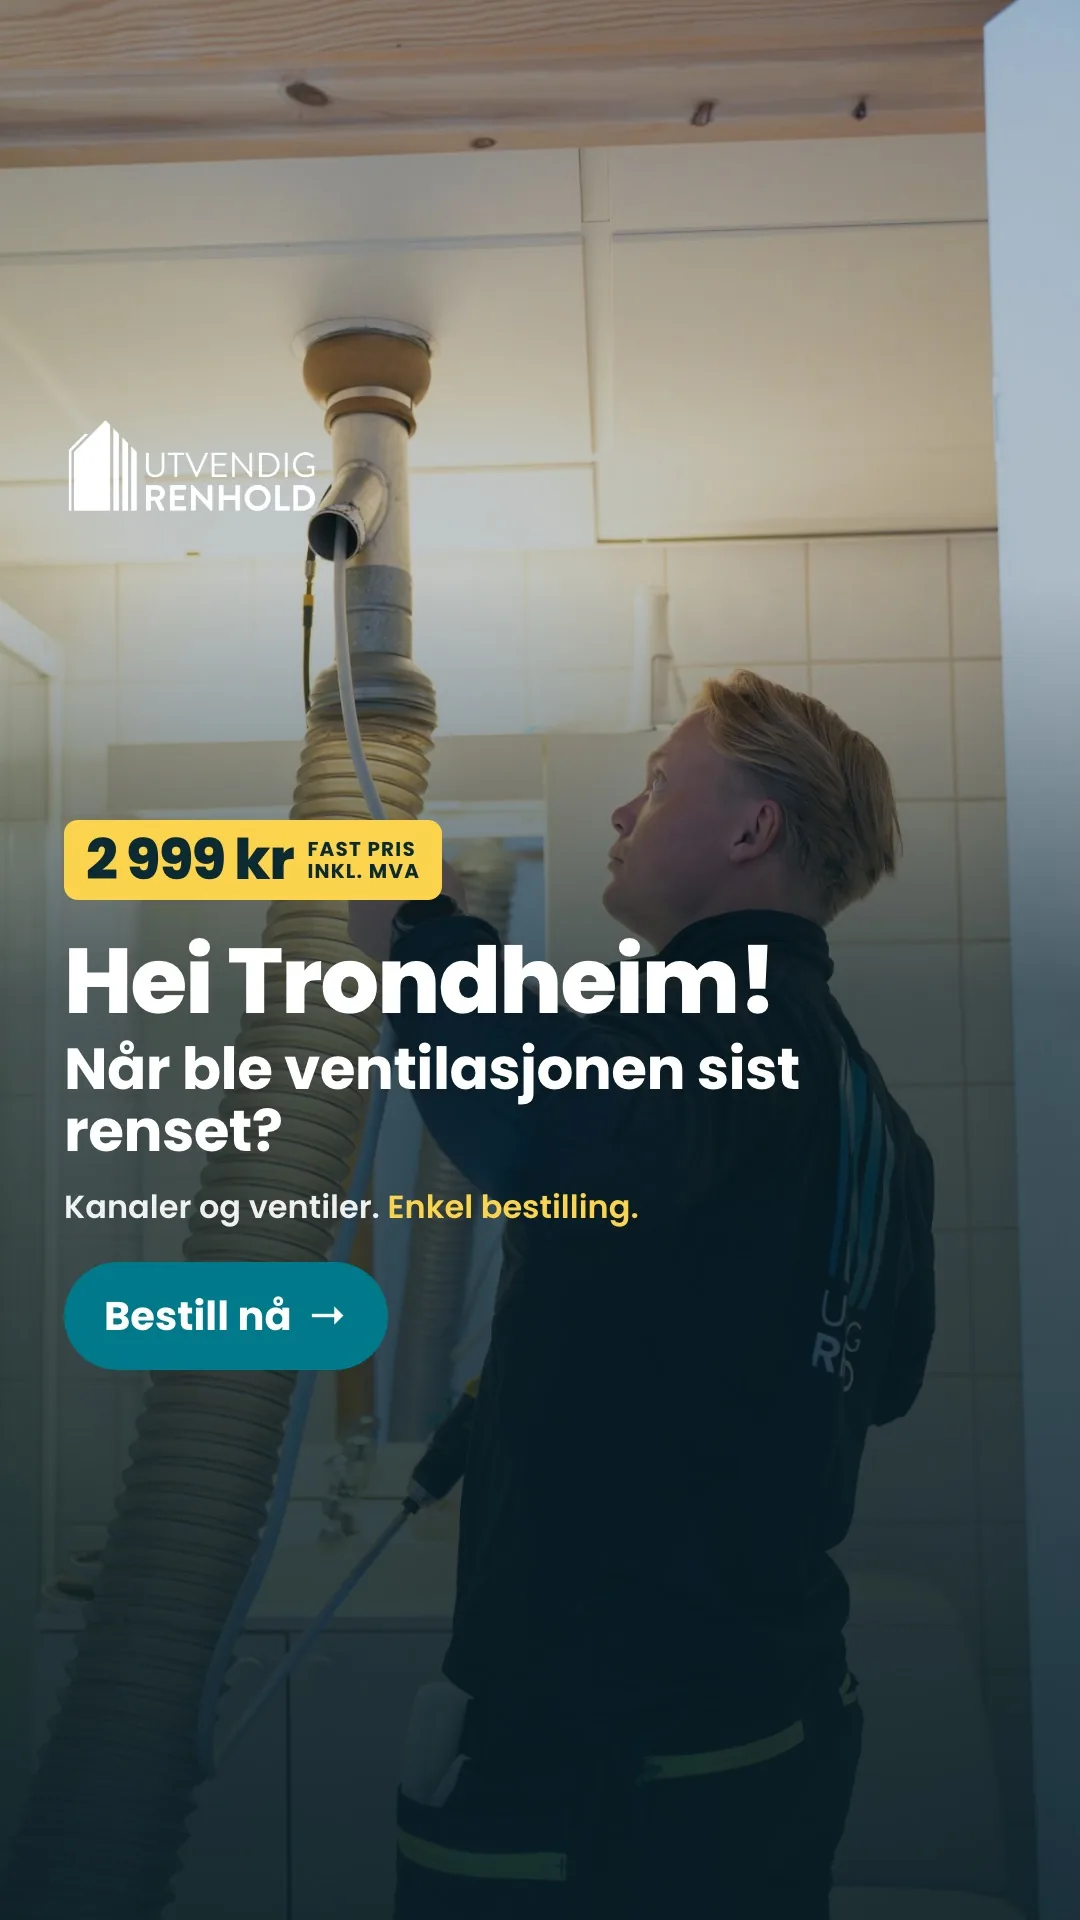 UTVENDIG
RENHOLD
2 999 kr FAST PRIS
INKL. MVA
Hei Trondheim!
Når ble ventilasjonen sist
renset?
Kanaler og ventiler. Enkel bestilling.
Bestill nå →
U G
R D